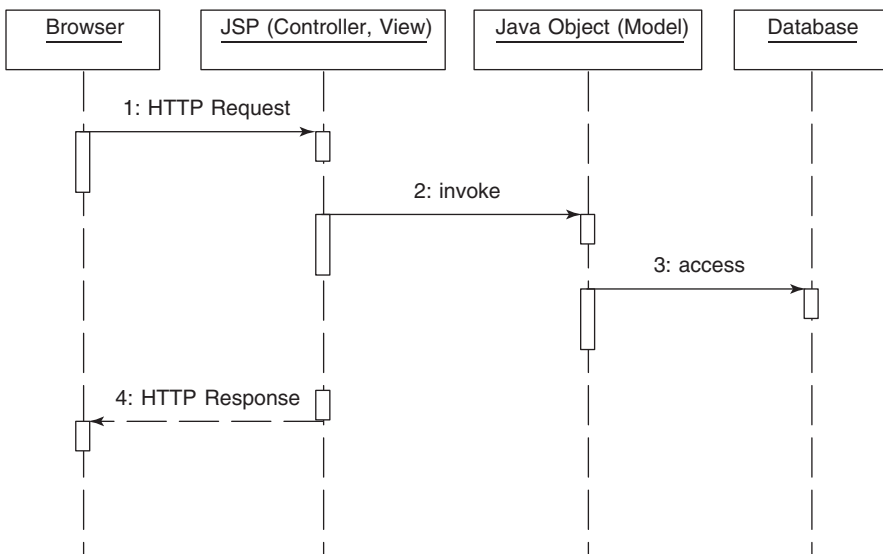 Browser
JSP (Controller, View)
Java Object (Model)
Database
1: HTTP Request
2: invoke
3: access
4: HTTP Response